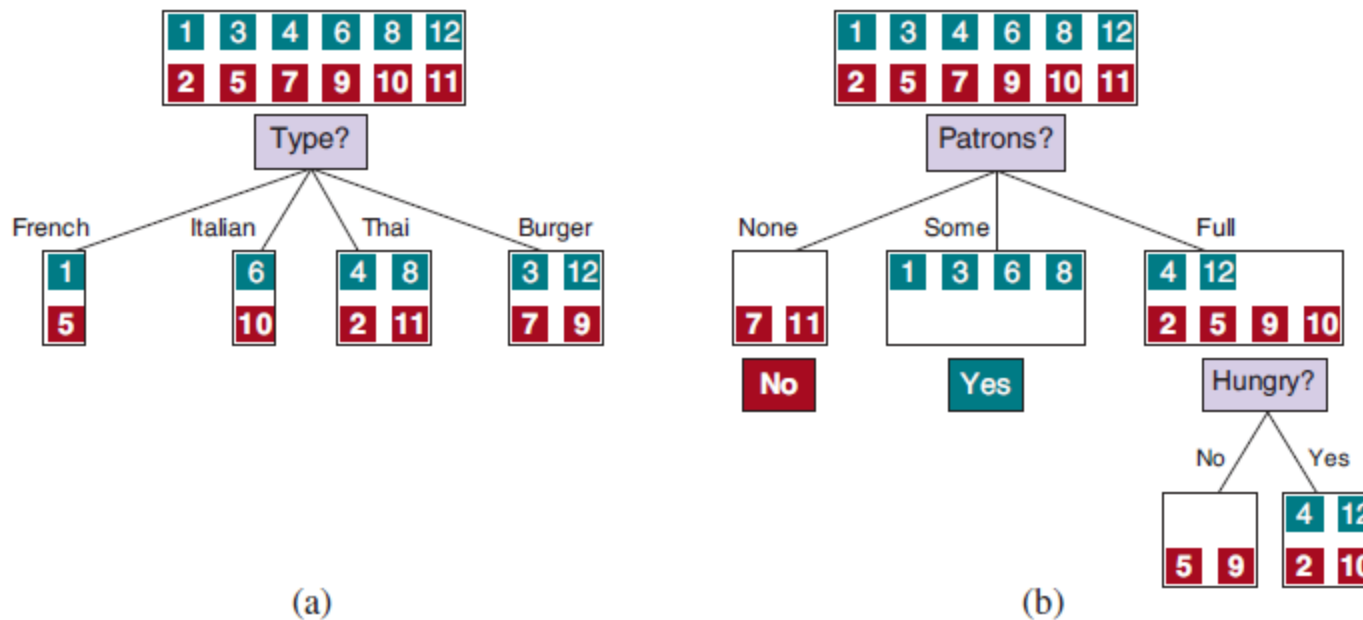 1 3 4 6 8 12
2 5 7 9 10 11
Type?
French Italian Thai Burger
1 6 4 8 3 12
5 10 2 11 7 9
(a)
1 3 4 6 8 12
2 5 7 9 10 11
Patrons?
None Some Full
1 3 6 8 4 12
7 11 2 5 9 10
No Yes Hungry?
No Yes
4 12
5 9 2 10
(b)